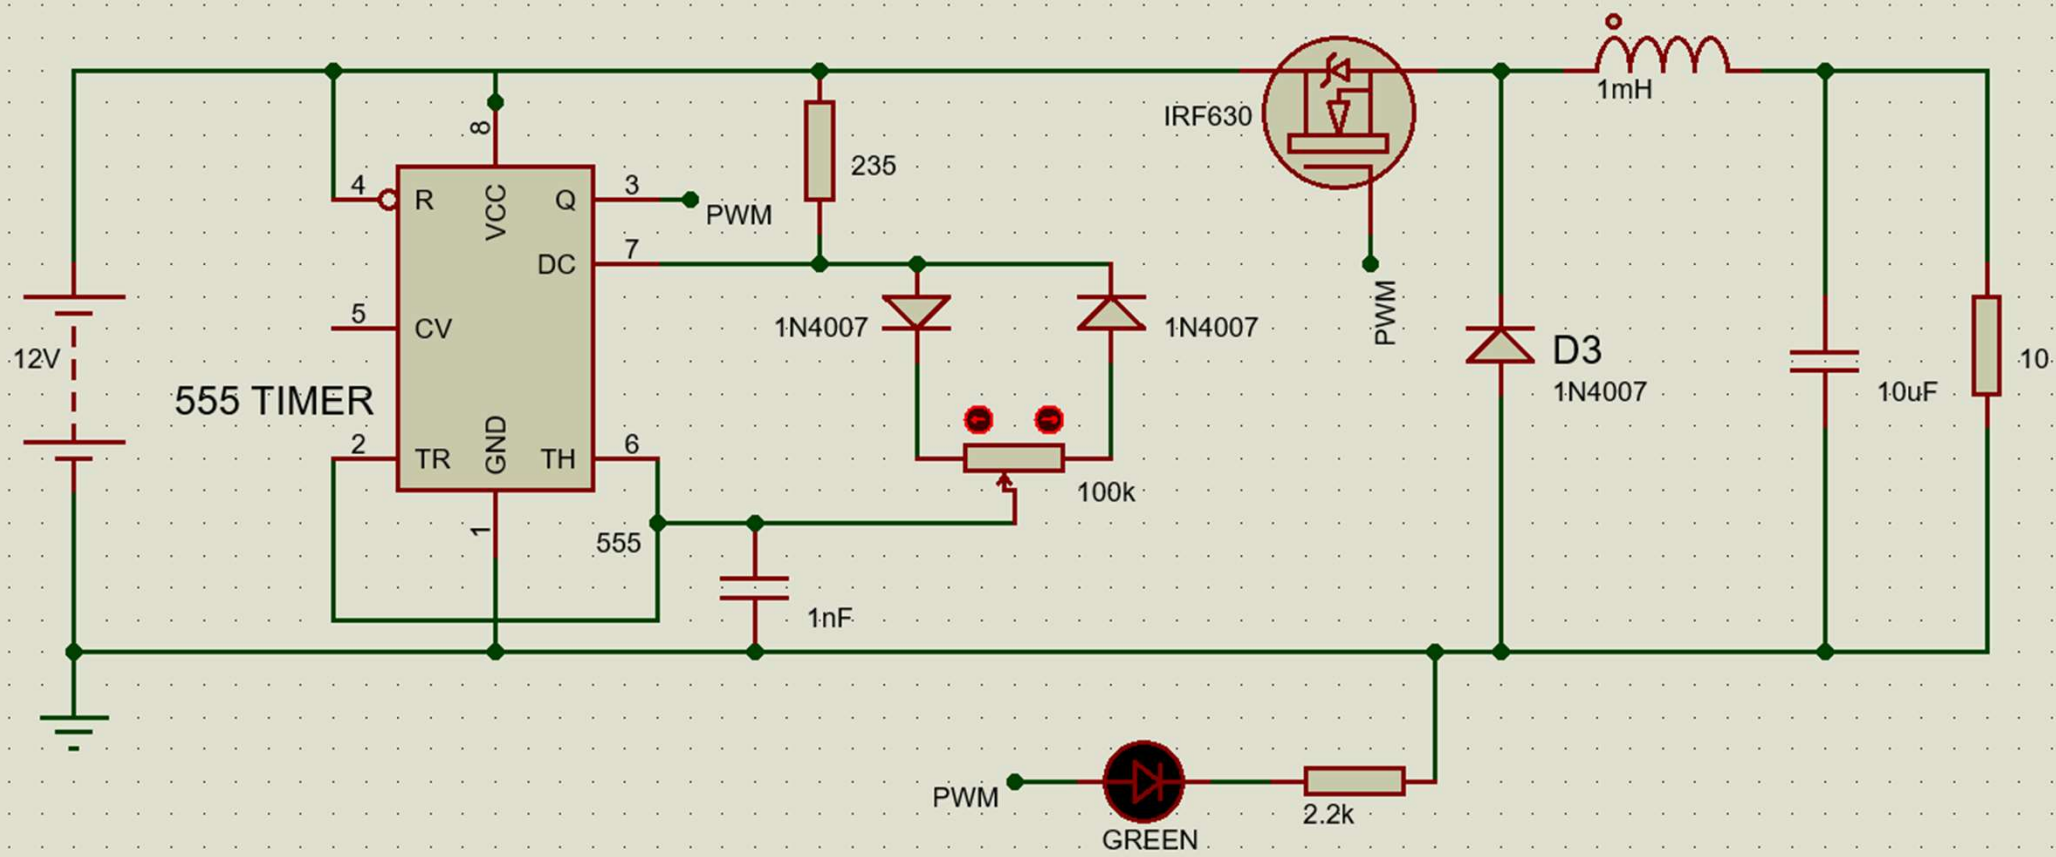 1mH
IRF630
8
235
4
R
VCC
Q
3
PWM
DC
7
PWM
12V
5
CV
1N4007
1N4007
D3
1N4007
10uF
10
555 TIMER
2
TR
GND
TH
6
100k
1
555
1nF
PWM
GREEN
2.2k